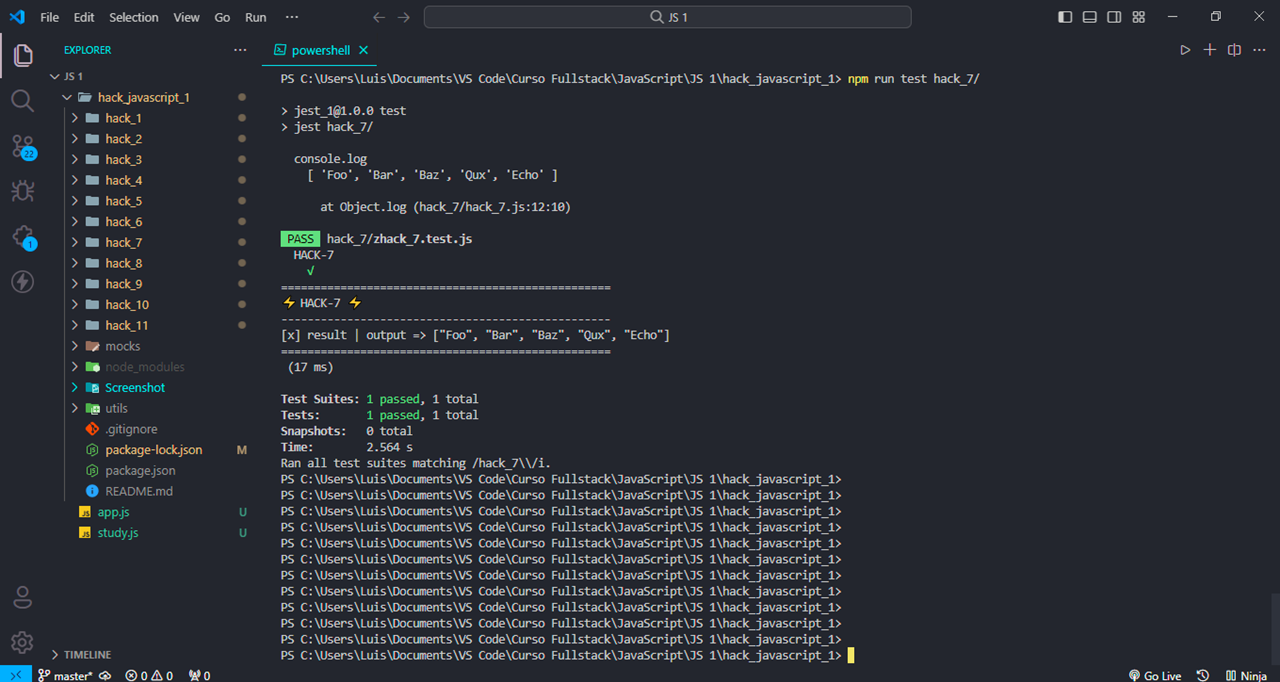 File Edit Selection View Go Run ··· JS 1
EXPLORER ···
JS 1
hack_javascript_1
hack_1
hack_2
hack_3
hack_4
hack_5
hack_6
hack_7
hack_8
hack_9
hack_10
hack_11
mocks
node_modules
Screenshot
utils
.gitignore
package-lock.json M
package.json
README.md
JS app.js U
JS study.js U
TIMELINE
22
1
powershell
PS C:\Users\Luis\Documents\VS Code\Curso Fullstack\JavaScript\JS 1\hack_javascript_1> npm run test hack_7/
> jest_1@1.0.0 test
> jest hack_7/
console.log
[ 'Foo', 'Bar', 'Baz', 'Qux', 'Echo' ]
at Object.log (hack_7/hack_7.js:12:10)
PASS hack_7/zhack_7.test.js
HACK-7
√
==================================================
⚡ HACK-7 ⚡
--------------------------------------------------
[x] result | output => ["Foo", "Bar", "Baz", "Qux", "Echo"]
==================================================
(17 ms)
Test Suites: 1 passed, 1 total
Tests: 1 passed, 1 total
Snapshots: 0 total
Time: 2.564 s
Ran all test suites matching /hack_7\\/i.
PS C:\Users\Luis\Documents\VS Code\Curso Fullstack\JavaScript\JS 1\hack_javascript_1>
PS C:\Users\Luis\Documents\VS Code\Curso Fullstack\JavaScript\JS 1\hack_javascript_1>
PS C:\Users\Luis\Documents\VS Code\Curso Fullstack\JavaScript\JS 1\hack_javascript_1>
PS C:\Users\Luis\Documents\VS Code\Curso Fullstack\JavaScript\JS 1\hack_javascript_1>
PS C:\Users\Luis\Documents\VS Code\Curso Fullstack\JavaScript\JS 1\hack_javascript_1>
PS C:\Users\Luis\Documents\VS Code\Curso Fullstack\JavaScript\JS 1\hack_javascript_1>
PS C:\Users\Luis\Documents\VS Code\Curso Fullstack\JavaScript\JS 1\hack_javascript_1>
PS C:\Users\Luis\Documents\VS Code\Curso Fullstack\JavaScript\JS 1\hack_javascript_1>
PS C:\Users\Luis\Documents\VS Code\Curso Fullstack\JavaScript\JS 1\hack_javascript_1>
PS C:\Users\Luis\Documents\VS Code\Curso Fullstack\JavaScript\JS 1\hack_javascript_1>
PS C:\Users\Luis\Documents\VS Code\Curso Fullstack\JavaScript\JS 1\hack_javascript_1>
PS C:\Users\Luis\Documents\VS Code\Curso Fullstack\JavaScript\JS 1\hack_javascript_1>
master* 0 0 0 Go Live Ninja